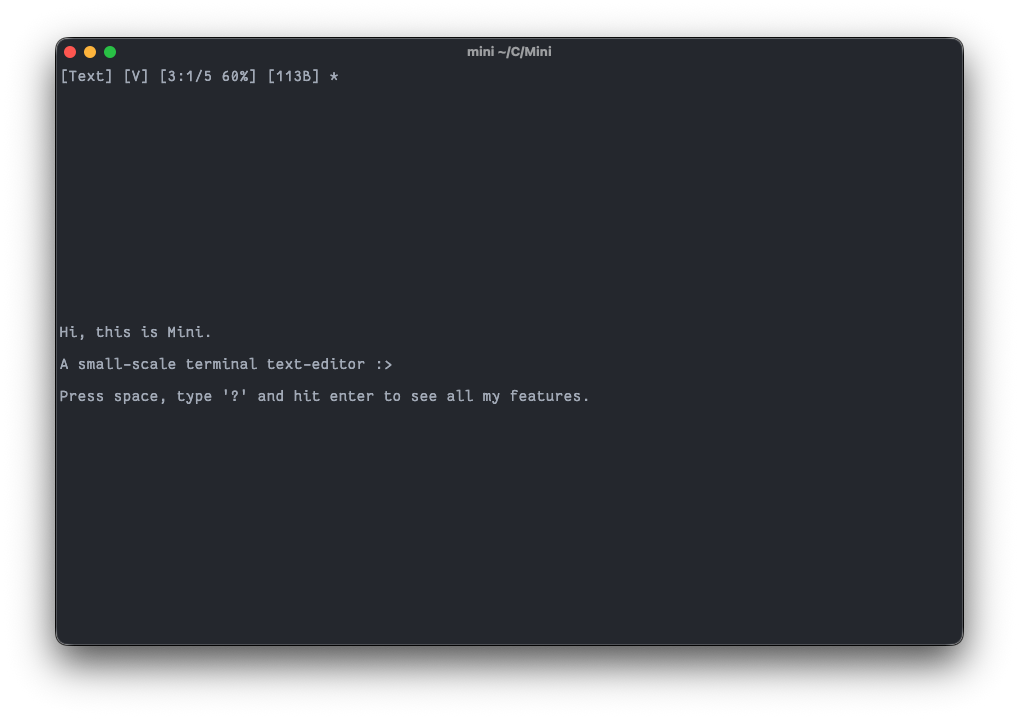 mini ~/C/Mini
[Text] [V] [3:1/5 60%] [113B] *
Hi, this is Mini.
A small-scale terminal text-editor :>
Press space, type '?' and hit enter to see all my features.